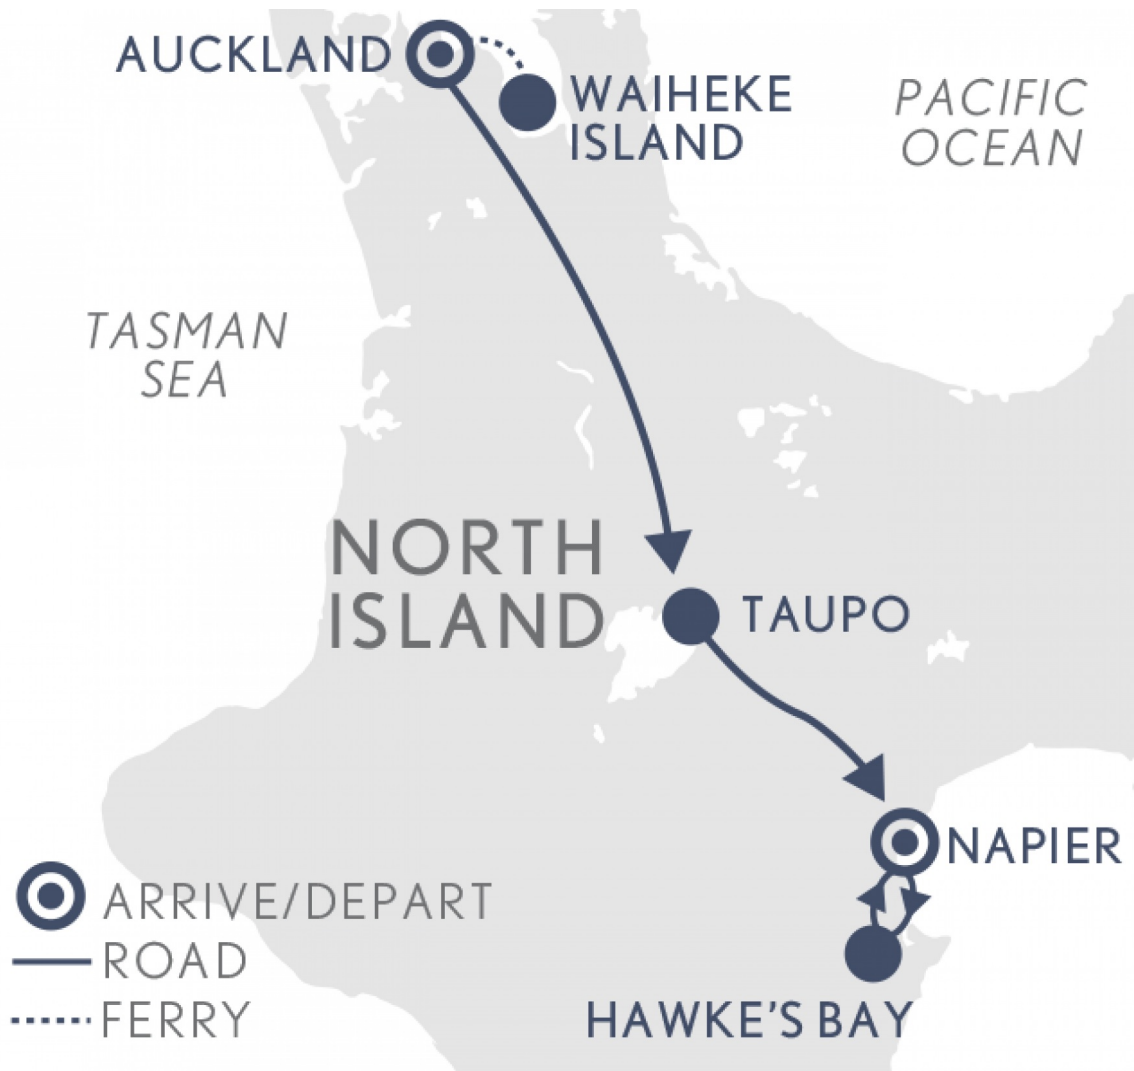 AUCKLAND
WAIHEKE
ISLAND
PACIFIC
OCEAN
TASMAN
SEA
NORTH
ISLAND
TAUPO
NAPIER
ARRIVE/DEPART
ROAD
FERRY
HAWKE'S BAY